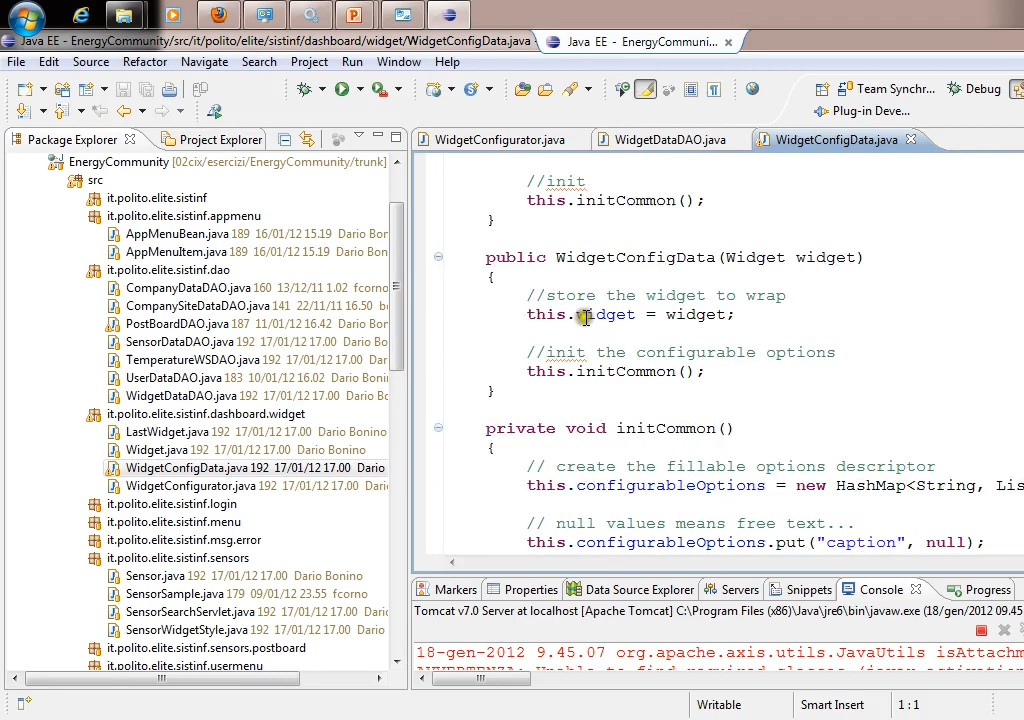 Java EE - EnergyCommunity/src/it/polito/elite/sistinf/dashboard/widget/WidgetConfigData.java -
Java EE - EnergyCommuni...
File Edit Source Refactor Navigate Search Project Run Window Help
Team Synchr... Debug
Plug-in Deve...
Package Explorer Project Explorer
WidgetConfigurator.java WidgetDataDAO.java WidgetConfigData.java
EnergyCommunity [02cix/esercizi/EnergyCommunity/trunk]
src
it.polito.elite.sistinf
it.polito.elite.sistinf.appmenu
AppMenuBean.java 189 16/01/12 15.19 Dario Bon
AppMenuItem.java 189 16/01/12 15.19 Dario Bon
it.polito.elite.sistinf.dao
CompanyDataDAO.java 160 13/12/11 1.02 fcorno
CompanySiteDataDAO.java 141 22/11/11 16.50
PostBoardDAO.java 187 11/01/12 16.42 Dario Bon
SensorDataDAO.java 192 17/01/12 17.00 Dario Bo
TemperatureWSDAO.java 192 17/01/12 17.00 Da
UserDataDAO.java 183 10/01/12 16.02 Dario Boni
WidgetDataDAO.java 192 17/01/12 17.00 Dario Bo
it.polito.elite.sistinf.dashboard.widget
LastWidget.java 192 17/01/12 17.00 Dario Bonino
Widget.java 192 17/01/12 17.00 Dario Bonino
WidgetConfigData.java 192 17/01/12 17.00 Dario
WidgetConfigurator.java 192 17/01/12 17.00 Dari
it.polito.elite.sistinf.login
it.polito.elite.sistinf.menu
it.polito.elite.sistinf.msg.error
it.polito.elite.sistinf.sensors
Sensor.java 192 17/01/12 17.00 Dario Bonino
SensorSample.java 179 09/01/12 23.55 fcorno
SensorSearchServlet.java 192 17/01/12 17.00 Dario
SensorWidgetStyle.java 192 17/01/12 17.00 Dario B
it.polito.elite.sistinf.sensors.postboard
it.polito.elite.sistinf.usermenu
//init
this.initCommon();
}
public WidgetConfigData(Widget widget)
{
//store the widget to wrap
this.widget = widget;
//init the configurable options
this.initCommon();
}
private void initCommon()
{
// create the fillable options descriptor
this.configurableOptions = new HashMap<String, Lis
// null values means free text...
this.configurableOptions.put("caption", null);
Markers Properties Data Source Explorer Servers Snippets Console Progress
Tomcat v7.0 Server at localhost [Apache Tomcat] C:\Program Files (x86)\Java\jre6\bin\javaw.exe (18/gen/2012 09.45
18-gen-2012 9.45.07 org.apache.axis.utils.JavaUtils isAttachm
AVVERTENZA: Unable to find required classes (javax.activation
Writable Smart Insert 1 : 1